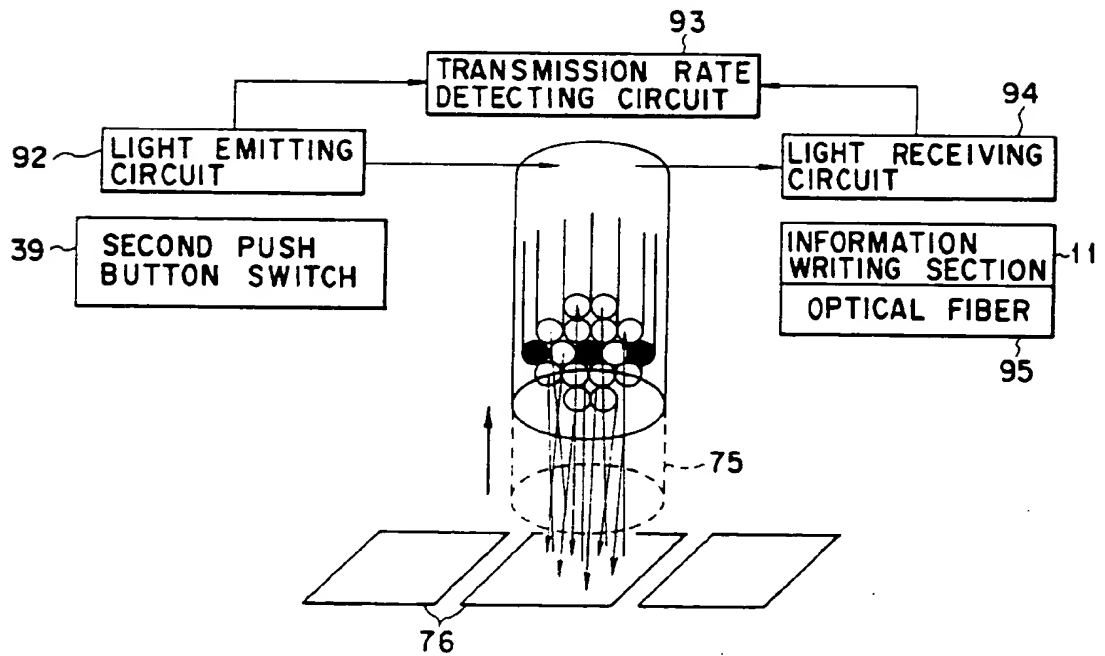 93
TRANSMISSION RATE
DETECTING CIRCUIT
94
92
LIGHT EMITTING
CIRCUIT
LIGHT RECEIVING
CIRCUIT
39
SECOND PUSH
BUTTON SWITCH
INFORMATION
WRITING SECTION
11
OPTICAL FIBER
95
75
76